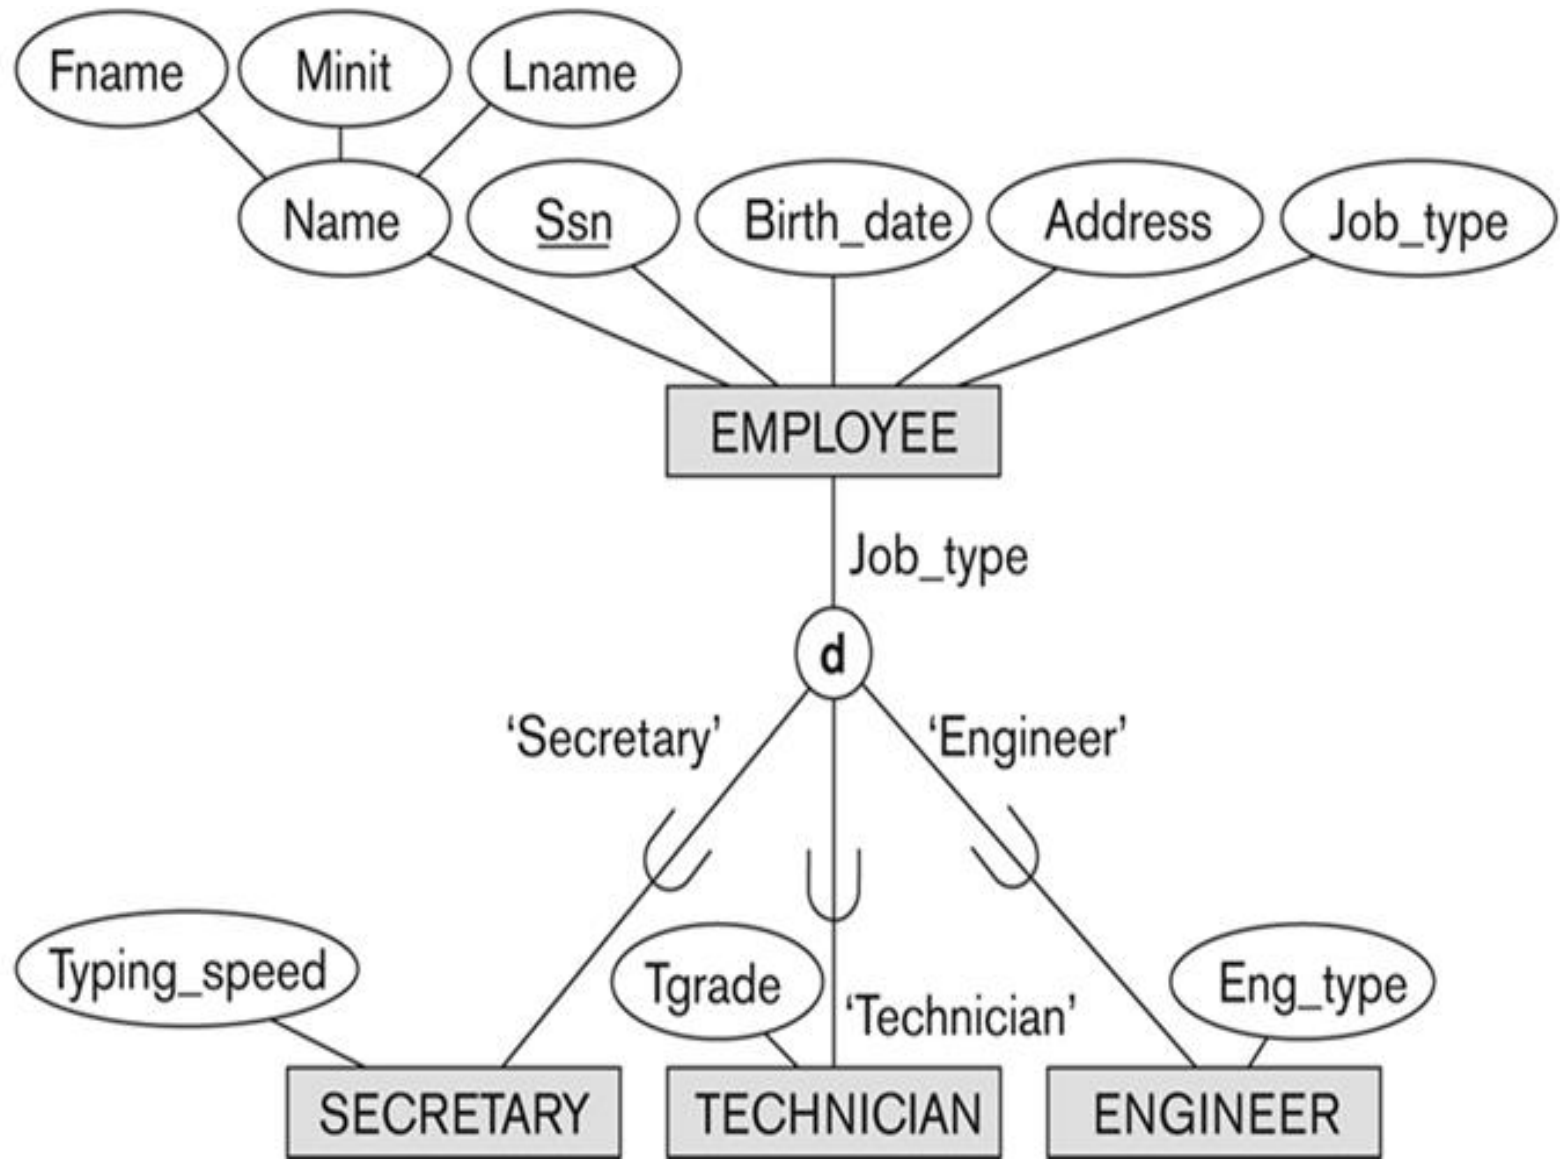 Fname Minit Lname
Name Ssn Birth_date Address Job_type
EMPLOYEE
Job_type
d
‘Secretary’ ‘Engineer’
Typing_speed Tgrade Eng_type
‘Technician’
SECRETARY TECHNICIAN ENGINEER